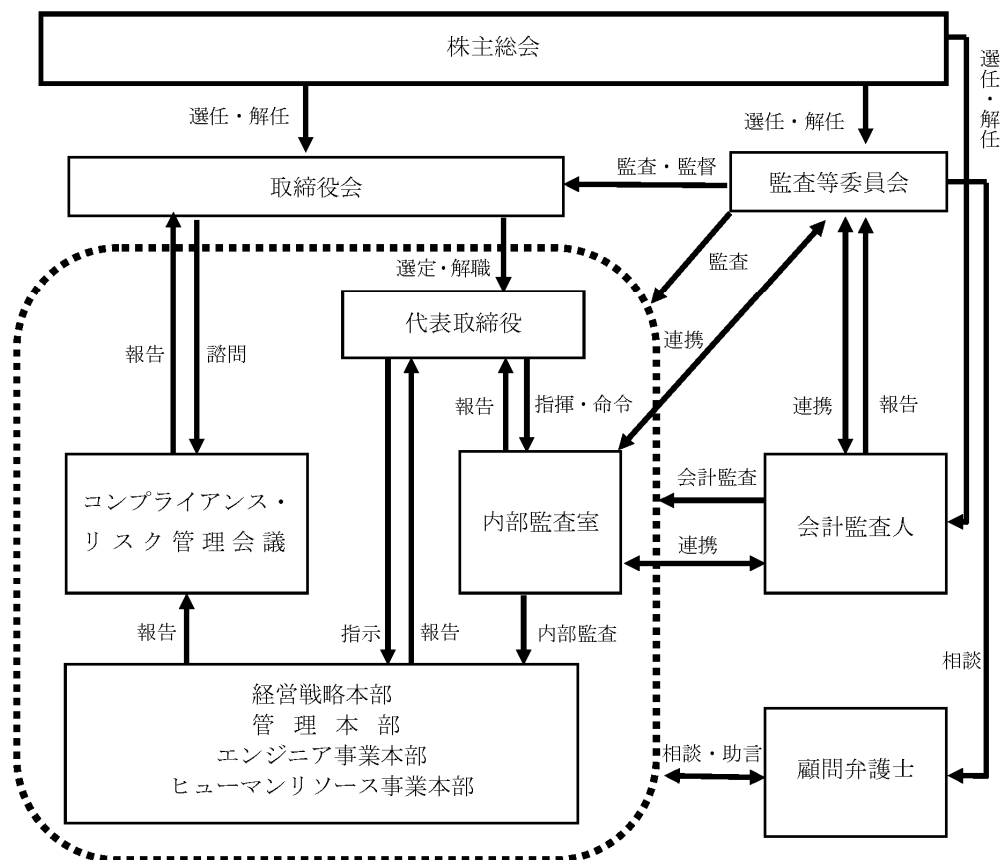 株主総会
選任・解任
選任・解任
選任・解任
取締役会
監査・監督
監査等委員会
選定・解職
監査
代表取締役
報告
諮問
連携
報告
指揮・命令
連携
報告
コンプライアンス・
リスク管理会議
内部監査室
会計監査
会計監査人
連携
報告
指示
報告
内部監査
相談
経営戦略本部
管理本部
エンジニア事業本部
ヒューマンリソース事業本部
相談・助言
顧問弁護士